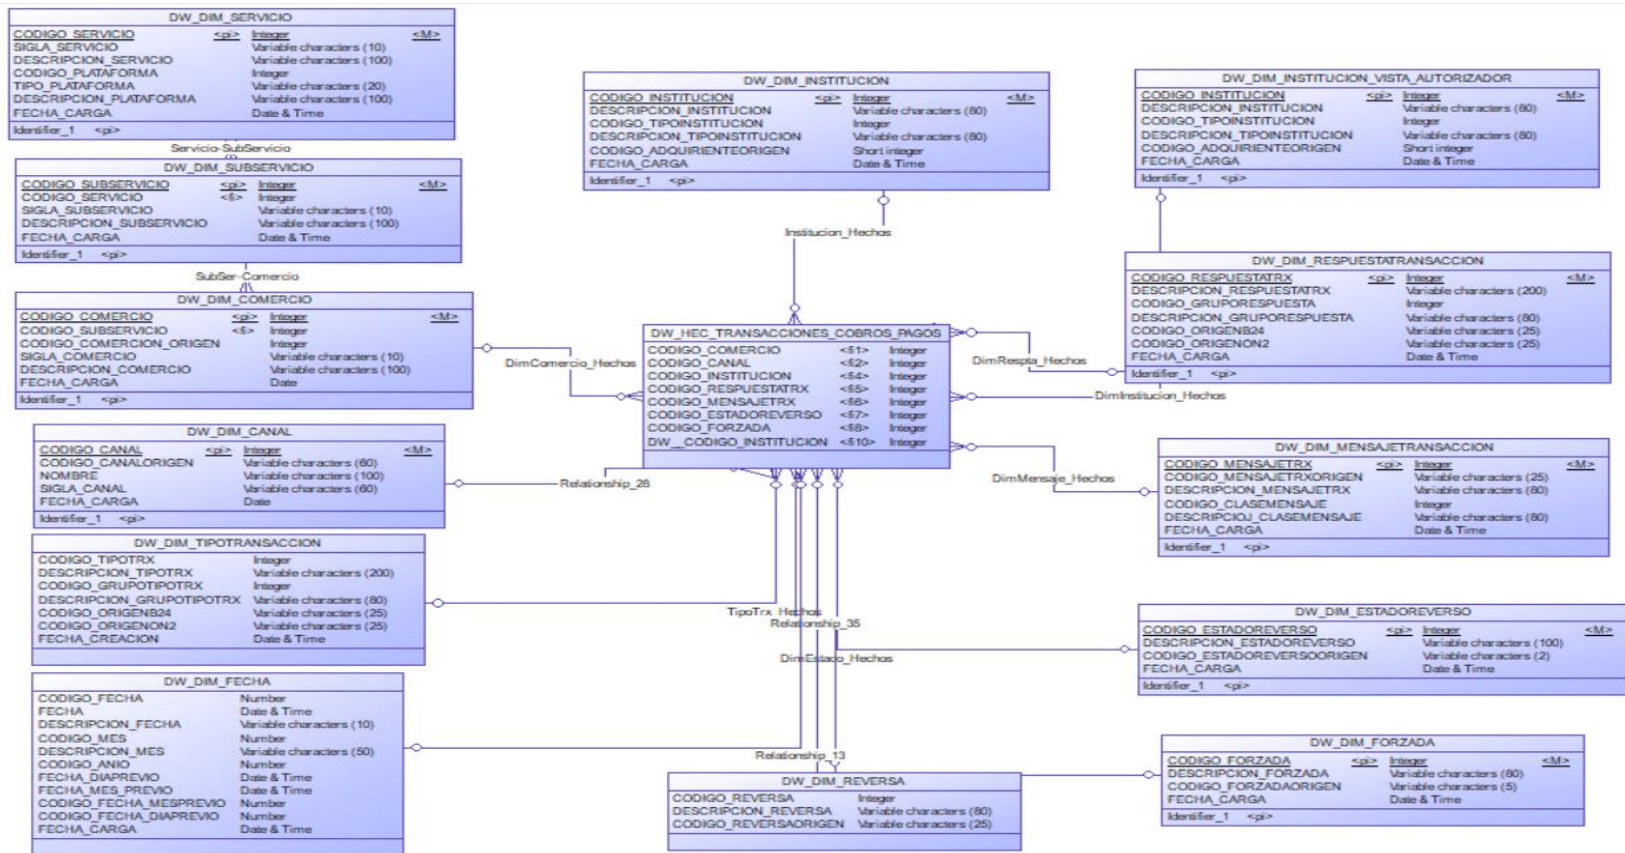 DW_DIM_SERVICIO
CODIGO_SERVICIO <pi> Integer <M>
SIGLA_SERVICIO Variable characters (10)
DESCRIPCION_SERVICIO Variable characters (100)
CODIGO_PLATAFORMA Integer
TIPO_PLATAFORMA Variable characters (20)
DESCRIPCION_PLATAFORMA Variable characters (100)
FECHA_CARGA Date & Time
Identifier_1 <pi>
Servicio-SubServicio
DW_DIM_SUBSERVICIO
CODIGO_SUBSERVICIO <pi> Integer <M>
CODIGO_SERVICIO <fi> Integer
SIGLA_SUBSERVICIO Variable characters (10)
DESCRIPCION_SUBSERVICIO Variable characters (100)
FECHA_CARGA Date & Time
Identifier_1 <pi>
SubSer-Comercio
DW_DIM_COMERCIO
CODIGO_COMERCIO <pi> Integer <M>
CODIGO_SUBSERVICIO <fi> Integer
CODIGO_COMERCION_ORIGEN Integer
SIGLA_COMERCIO Variable characters (10)
DESCRIPCION_COMERCIO Variable characters (100)
FECHA_CARGA Date
Identifier_1 <pi>
DW_DIM_CANAL
CODIGO_CANAL <pi> Integer <M>
CODIGO_CANALORIGEN Variable characters (60)
NOMBRE Variable characters (100)
SIGLA_CANAL Variable characters (60)
FECHA_CARGA Date
Identifier_1 <pi>
DW_DIM_TIPOTRANSACCION
CODIGO_TIPOTRX Integer
DESCRIPCION_TIPOTRX Variable characters (200)
CODIGO_GRUPOTIPOTRX Integer
DESCRIPCION_GRUPOTIPOTRX Variable characters (80)
CODIGO_ORIGENB24 Variable characters (25)
CODIGO_ORIGENON2 Variable characters (25)
FECHA_CREACION Date & Time
DW_DIM_FECHA
CODIGO_FECHA Number
FECHA Date & Time
DESCRIPCION_FECHA Variable characters (10)
CODIGO_MES Number
DESCRIPCION_MES Variable characters (50)
CODIGO_ANIO Number
FECHA_DIAPREVIO Date & Time
FECHA_MES_PREVIO Date & Time
CODIGO_FECHA_MESPREVIO Number
CODIGO_FECHA_DIAPREVIO Number
FECHA_CARGA Date & Time
DW_DIM_INSTITUCION
CODIGO_INSTITUCION <pi> Integer <M>
DESCRIPCION_INSTITUCION Variable characters (80)
CODIGO_TIPOINSTITUCION Integer
DESCRIPCION_TIPOINSTITUCION Variable characters (80)
CODIGO_ADQUIRIENTEORIGEN Short integer
FECHA_CARGA Date & Time
Identifier_1 <pi>
Institucion_Hechos
DW_HEC_TRANSACCIONES_COBROS_PAGOS
CODIGO_COMERCIO <fi1> Integer
CODIGO_CANAL <fi2> Integer
CODIGO_INSTITUCION <fi4> Integer
CODIGO_RESPUESTATRX <fi5> Integer
CODIGO_MENSAJETRX <fi6> Integer
CODIGO_ESTADOREVERSO <fi7> Integer
CODIGO_FORZADA <fi8> Integer
DW__CODIGO_INSTITUCION <fi10> Integer
DimComercio_Hechos
Relationship_28
TipoTrx_Hechos
Relationship_35
DimEstado_Hechos
Relationship_13
DimRespta_Hechos
DimInstitucion_Hechos
DimMensaje_Hechos
DW_DIM_REVERSA
CODIGO_REVERSA Integer
DESCRIPCION_REVERSA Variable characters (80)
CODIGO_REVERSAORIGEN Variable characters (25)
DW_DIM_INSTITUCION_VISTA_AUTORIZADOR
CODIGO_INSTITUCION <pi> Integer <M>
DESCRIPCION_INSTITUCION Variable characters (80)
CODIGO_TIPOINSTITUCION Integer
DESCRIPCION_TIPOINSTITUCION Variable characters (80)
CODIGO_ADQUIRIENTEORIGEN Short integer
FECHA_CARGA Date & Time
Identifier_1 <pi>
DW_DIM_RESPUESTATRANSACCION
CODIGO_RESPUESTATRX <pi> Integer <M>
DESCRIPCION_RESPUESTATRX Variable characters (200)
CODIGO_GRUPORESPUESTA Integer
DESCRIPCION_GRUPORESPUESTA Variable characters (80)
CODIGO_ORIGENB24 Variable characters (25)
CODIGO_ORIGENON2 Variable characters (25)
FECHA_CARGA Date & Time
Identifier_1 <pi>
DW_DIM_MENSAJETRANSACCION
CODIGO_MENSAJETRX <pi> Integer <M>
CODIGO_MENSAJETRXORIGEN Variable characters (25)
DESCRIPCION_MENSAJETRX Variable characters (80)
CODIGO_CLASEMENSAJE Integer
DESCRIPCIOJ_CLASEMENSAJE Variable characters (80)
FECHA_CARGA Date & Time
Identifier_1 <pi>
DW_DIM_ESTADOREVERSO
CODIGO_ESTADOREVERSO <pi> Integer <M>
DESCRIPCION_ESTADOREVERSO Variable characters (100)
CODIGO_ESTADOREVERSOORIGEN Variable characters (2)
FECHA_CARGA Date & Time
Identifier_1 <pi>
DW_DIM_FORZADA
CODIGO_FORZADA <pi> Integer <M>
DESCRIPCION_FORZADA Variable characters (80)
CODIGO_FORZADAORIGEN Variable characters (5)
FECHA_CARGA Date & Time
Identifier_1 <pi>